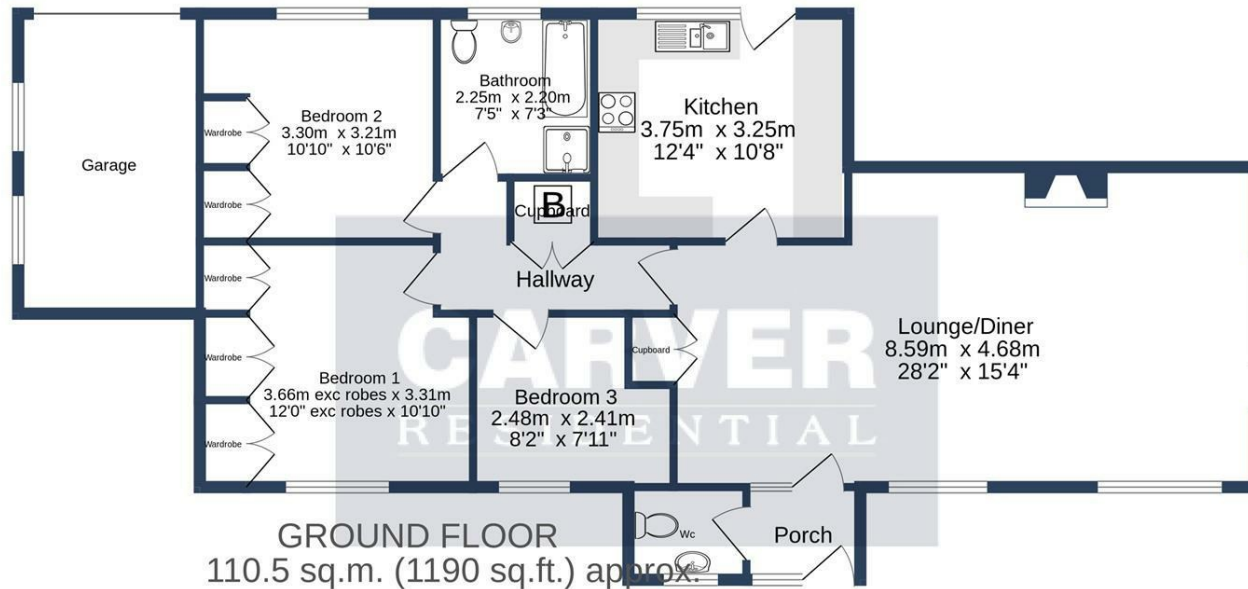 Garage
Bedroom 2
3.30m x 3.21m
10'10" x 10'6"
Wardrobe
Wardrobe
Bathroom
2.25m x 2.20m
7'5" x 7'3"
Kitchen
3.75m x 3.25m
12'4" x 10'8"
B
Cupboard
Hallway
Wardrobe
Wardrobe
Wardrobe
Bedroom 1
3.66m exc robes x 3.31m
12'0" exc robes x 10'10"
Cupboard
Bedroom 3
2.48m x 2.41m
8'2" x 7'11"
Lounge/Diner
8.59m x 4.68m
28'2" x 15'4"
CARVER
RESIDENTIAL
Wc
Porch
GROUND FLOOR
110.5 sq.m. (1190 sq.ft.) approx.